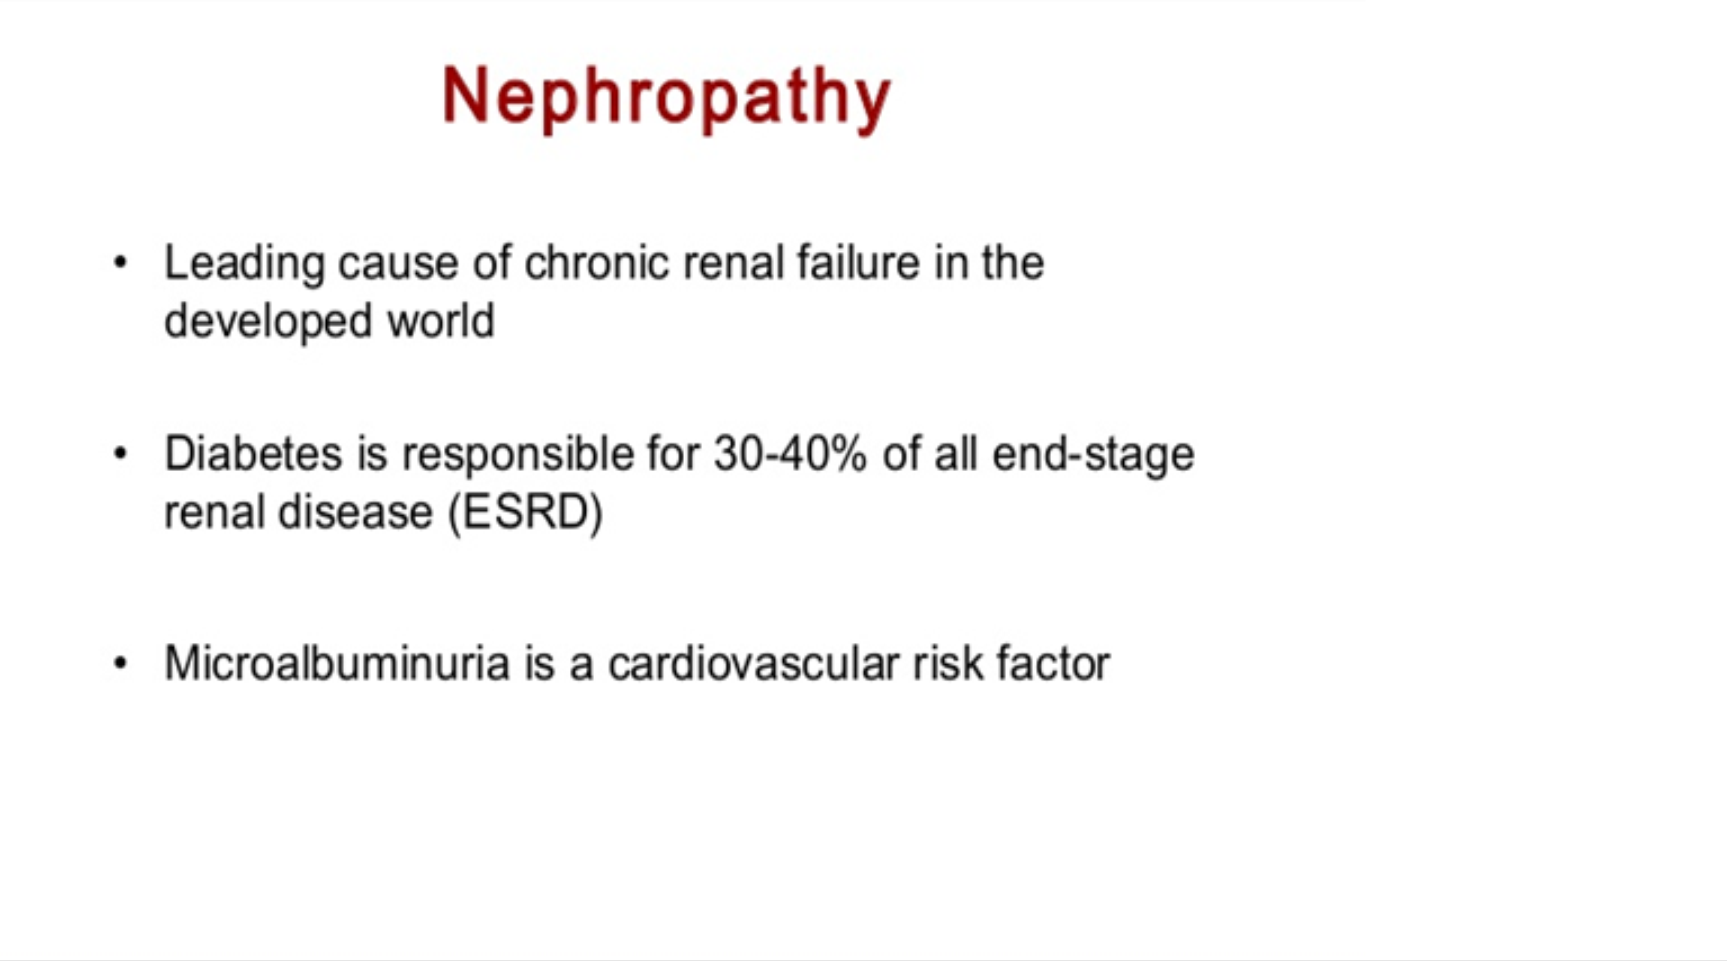 Nephropathy
• Leading cause of chronic renal failure in the
developed world
• Diabetes is responsible for 30-40% of all end-stage
renal disease (ESRD)
• Microalbuminuria is a cardiovascular risk factor